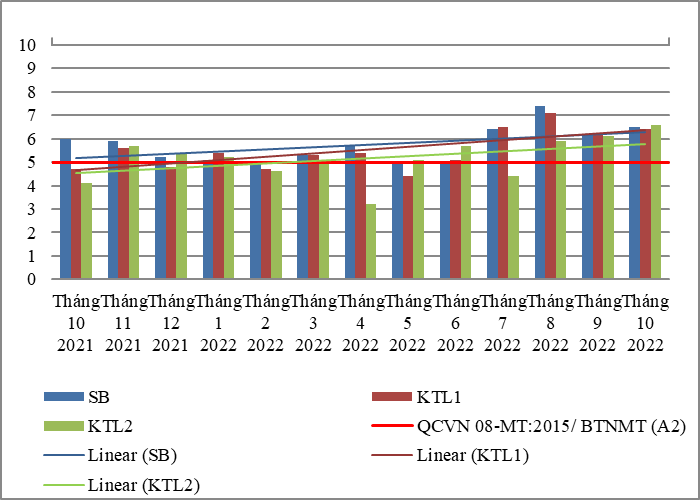 10
9
8
7
6
5
4
3
2
1
0
Tháng Tháng Tháng Tháng Tháng Tháng Tháng Tháng Tháng Tháng Tháng Tháng Tháng
10 11 12 1 2 3 4 5 6 7 8 9 10
2021 2021 2021 2022 2022 2022 2022 2022 2022 2022 2022 2022 2022
SB KTL1
KTL2 QCVN 08-MT:2015/ BTNMT (A2)
Linear (SB) Linear (KTL1)
Linear (KTL2)